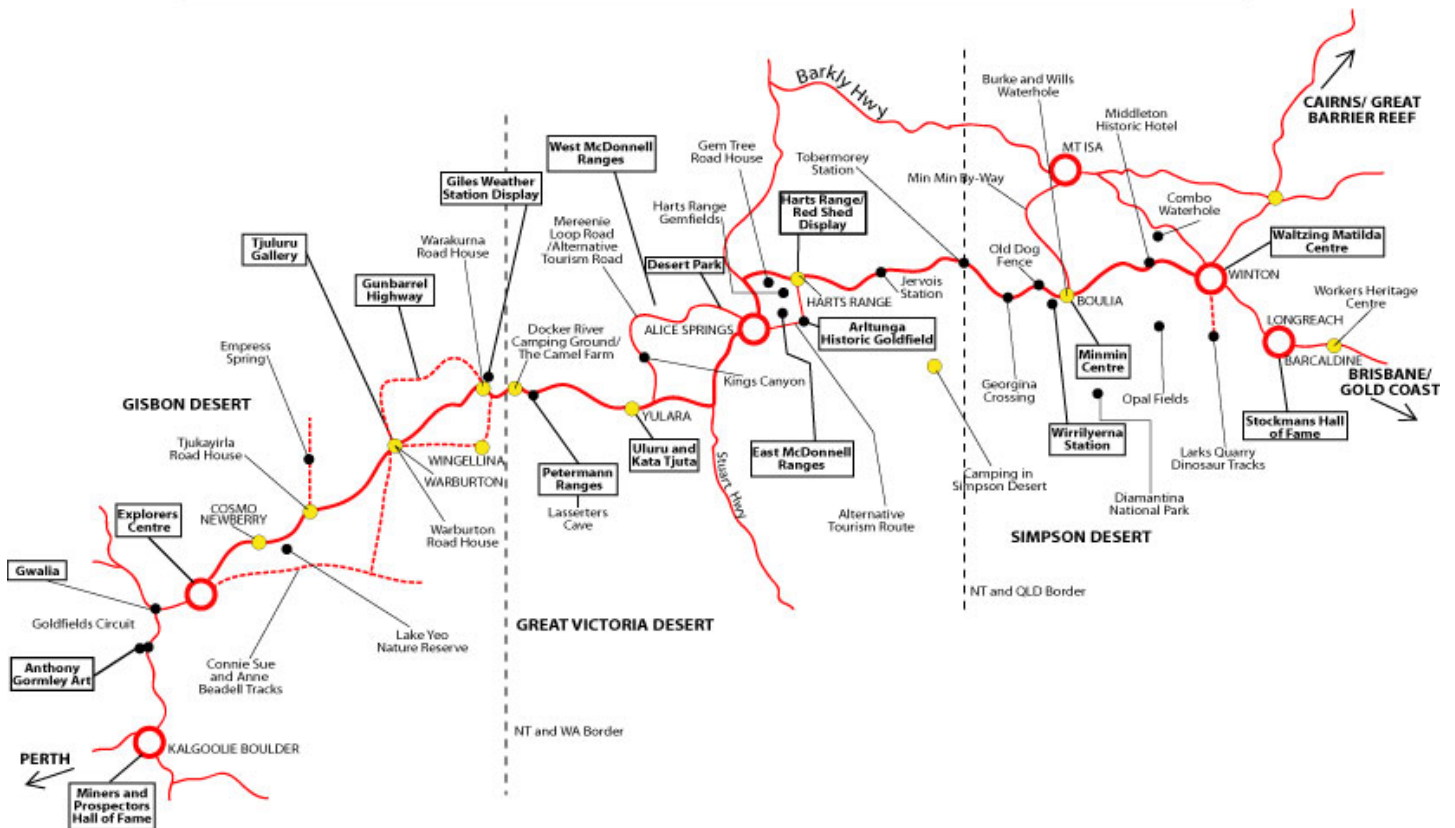 Barkly Hwy
Burke and Wills
Waterhole
Middleton
Historic Hotel
CAIRNS/ GREAT
BARRIER REEF
West McDonnell
Ranges
Gem Tree
Road House
Tobermorey
Station
MT ISA
Giles Weather
Station Display
Min Min By-Way
Mereenie
Loop Road
/Alternative
Tourism Road
Harts Range
Gemfields
Harts Range/
Red Shed
Display
Combo
Waterhole
Waltzing Matilda
Centre
Tjuluru
Gallery
Warakurna
Road House
Desert Park
Old Dog
Fence
WINTON
Gunbarrel
Highway
Jervois
Station
HARTS RANGE
BOULIA
Workers Heritage
Centre
Docker River
Camping Ground/
The Camel Farm
ALICE SPRINGS
Arltunga
Historic Goldfield
LONGREACH
Empress
Spring
Kings Canyon
Minmin
Centre
BARCALDINE
BRISBANE/
GOLD COAST
GISBON DESERT
Georgina
Crossing
Opal Fields
YULARA
Stockmans Hall
of Fame
Tjukayirla
Road House
WINGELLINA
WARBURTON
Petermann
Ranges
Uluru and
Kata Tjuta
East McDonnell
Ranges
Wirrilyerna
Station
Larks Quarry
Dinosaur Tracks
Stuart Hwy
Camping in
Simpson Desert
Diamantina
National Park
Explorers
Centre
COSMO
NEWBERRY
Warburton
Road House
Lasserters
Cave
Alternative
Tourism Route
SIMPSON DESERT
Gwalia
NT and QLD Border
Goldfields Circuit
GREAT VICTORIA DESERT
Lake Yeo
Nature Reserve
Anthony
Gormley Art
Connie Sue
and Anne
Beadell Tracks
NT and WA Border
KALGOOLIE BOULDER
PERTH
Miners and
Prospectors
Hall of Fame